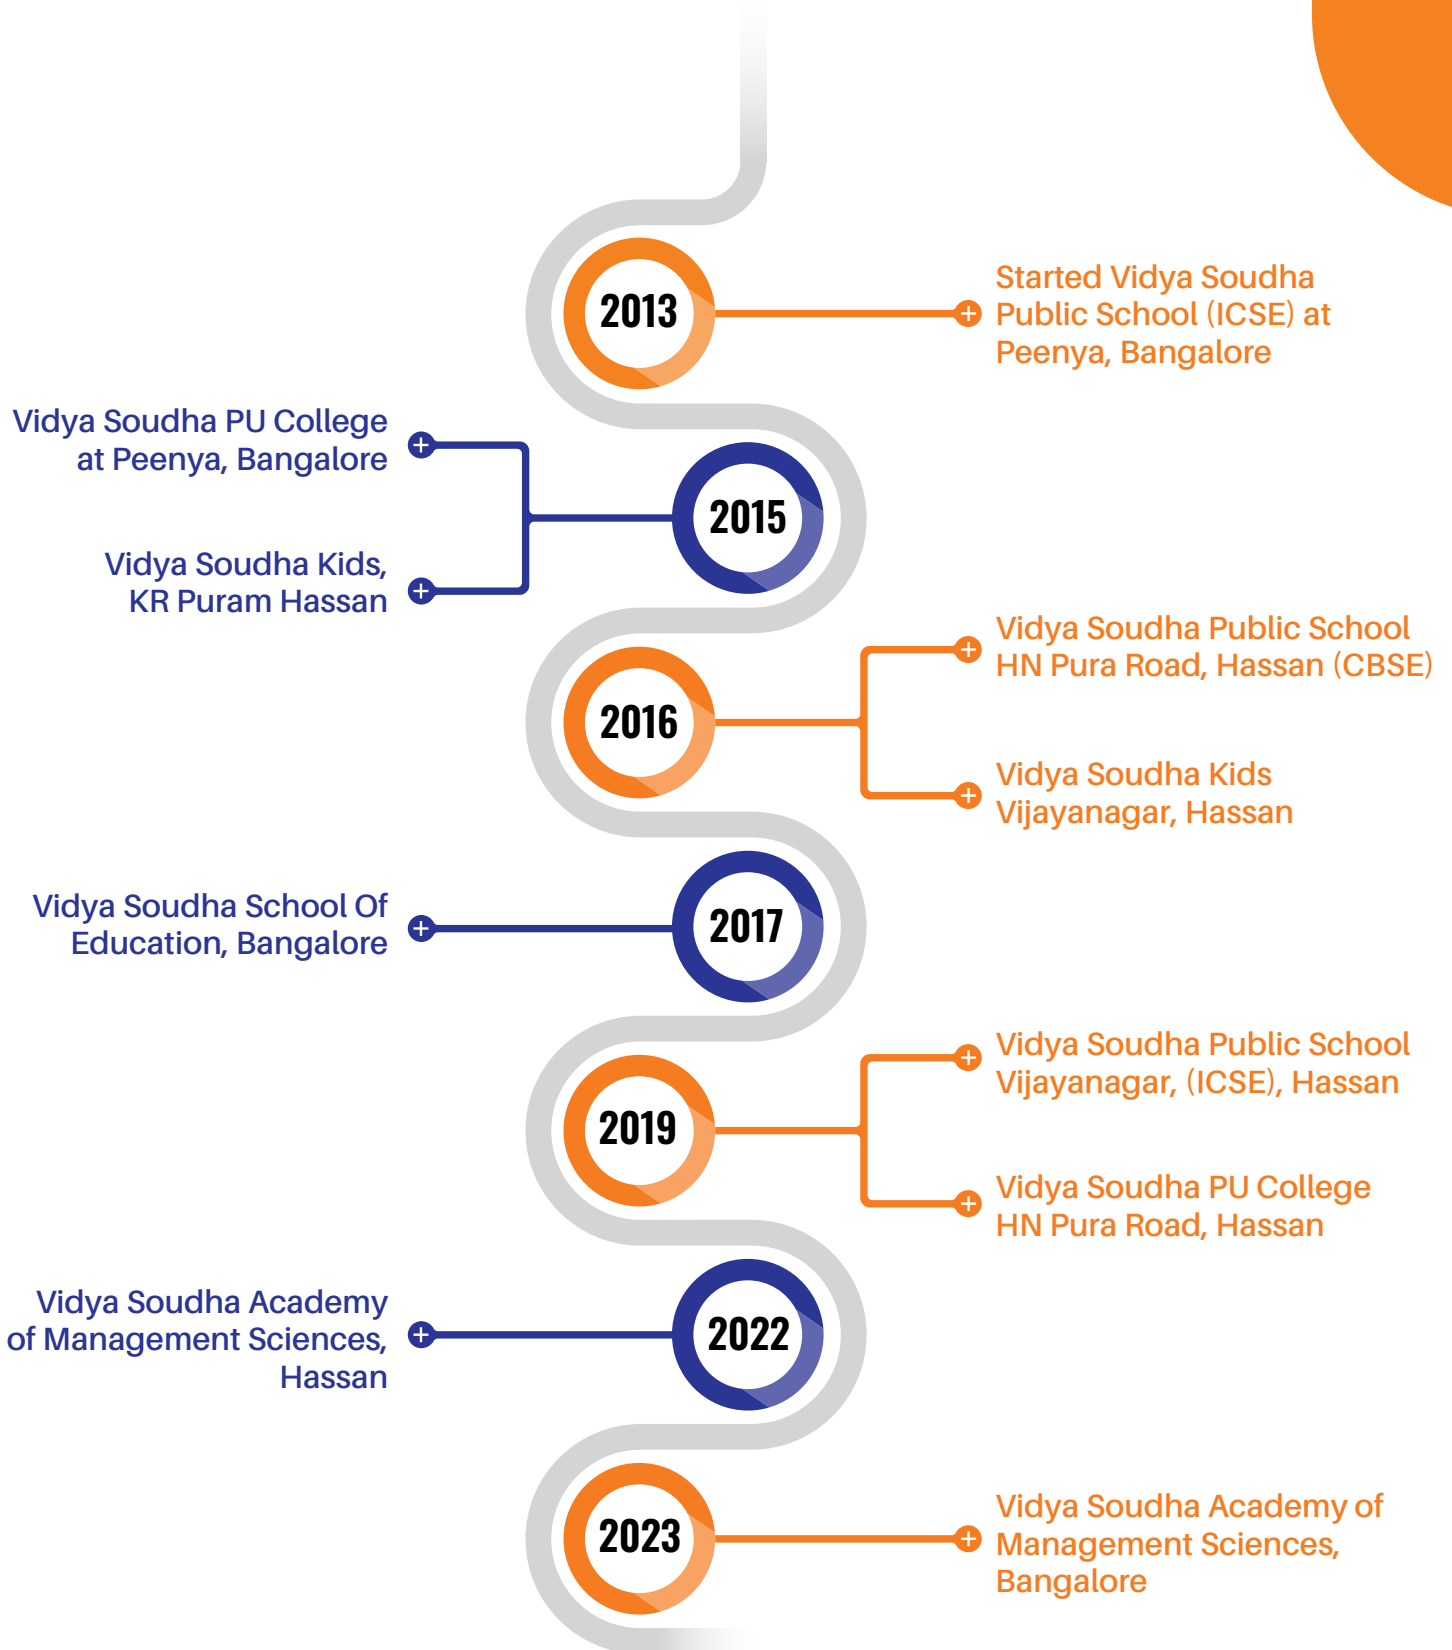 2013
Started Vidya Soudha
Public School (ICSE) at
Peenya, Bangalore
Vidya Soudha PU College
at Peenya, Bangalore
2015
Vidya Soudha Kids,
KR Puram Hassan
Vidya Soudha Public School
HN Pura Road, Hassan (CBSE)
2016
Vidya Soudha Kids
Vijayanagar, Hassan
Vidya Soudha School Of
Education, Bangalore
2017
Vidya Soudha Public School
Vijayanagar, (ICSE), Hassan
2019
Vidya Soudha PU College
HN Pura Road, Hassan
Vidya Soudha Academy
of Management Sciences,
Hassan
2022
2023
Vidya Soudha Academy of
Management Sciences,
Bangalore